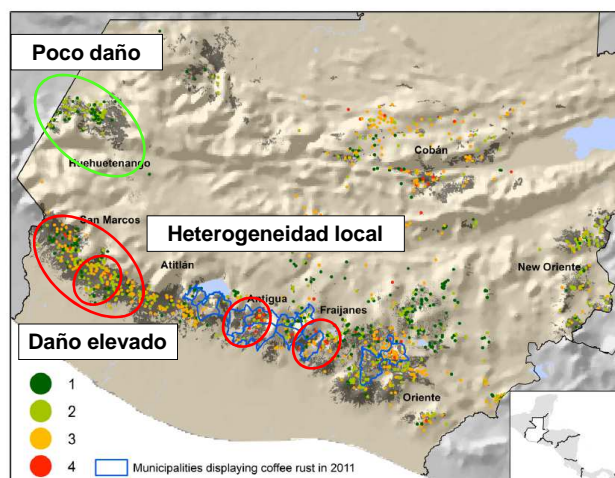 Poco daño
Huehuetenango
Cobán
San Marcos
Heterogeneidad local
Atitlán
New Oriente
Antigua
Fraijanes
Daño elevado
Oriente
1
2
3
4
Municipalities displaying coffee rust in 2011